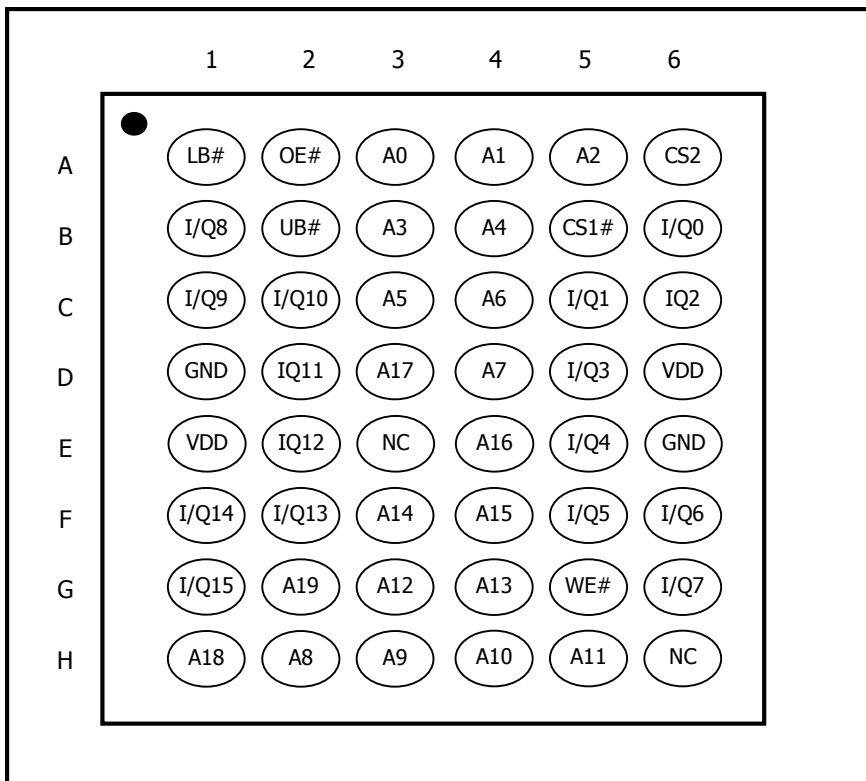 1 2 3 4 5 6
A LB# OE# A0 A1 A2 CS2
B I/Q8 UB# A3 A4 CS1# I/Q0
C I/Q9 I/Q10 A5 A6 I/Q1 IQ2
D GND IQ11 A17 A7 I/Q3 VDD
E VDD IQ12 NC A16 I/Q4 GND
F I/Q14 I/Q13 A14 A15 I/Q5 I/Q6
G I/Q15 A19 A12 A13 WE# I/Q7
H A18 A8 A9 A10 A11 NC